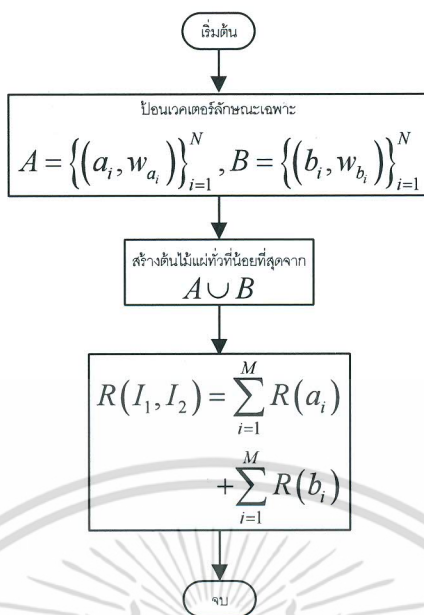 เริ่มต้น
ป้อนเวคเตอร์ลักษณะเฉพาะ
A = {(a_i, w_{a_i})}_{i=1}^{N}, B = {(b_i, w_{b_i})}_{i=1}^{N}
สร้างต้นไม้แผ่ทั่วที่น้อยที่สุดจาก
A ∪ B
R(I_1, I_2) = \sum_{i=1}^{M} R(a_i)
+ \sum_{i=1}^{M} R(b_i)
จบ